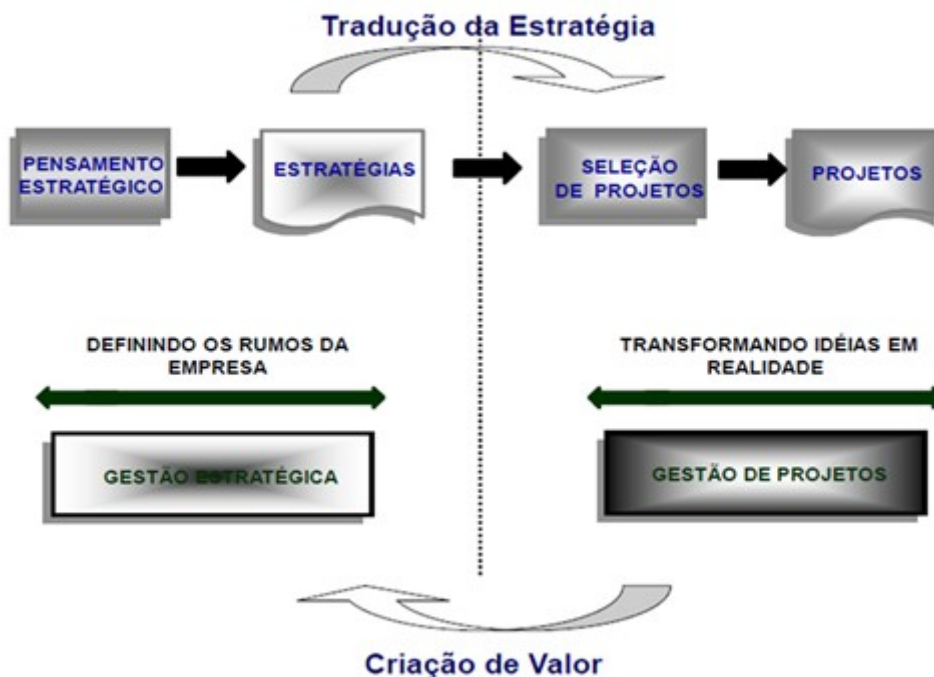 Tradução da Estratégia
PENSAMENTO
ESTRATÉGICO
ESTRATÉGIAS
SELEÇÃO
DE PROJETOS
PROJETOS
DEFININDO OS RUMOS DA
EMPRESA
TRANSFORMANDO IDÉIAS EM
REALIDADE
GESTÃO ESTRATÉGICA
GESTÃO DE PROJETOS
Criação de Valor